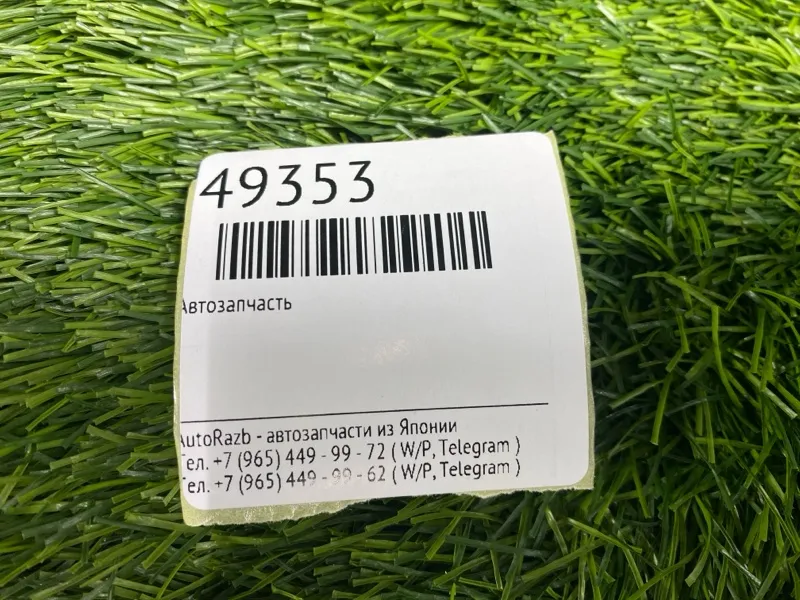 49353
Автозапчасть
AutoRazb - автозапчасти из Японии
Тел. +7 (965) 449 - 99 - 72 ( W/P, Telegram )
Тел. +7 (965) 449 - 99 - 62 ( W/P, Telegram )